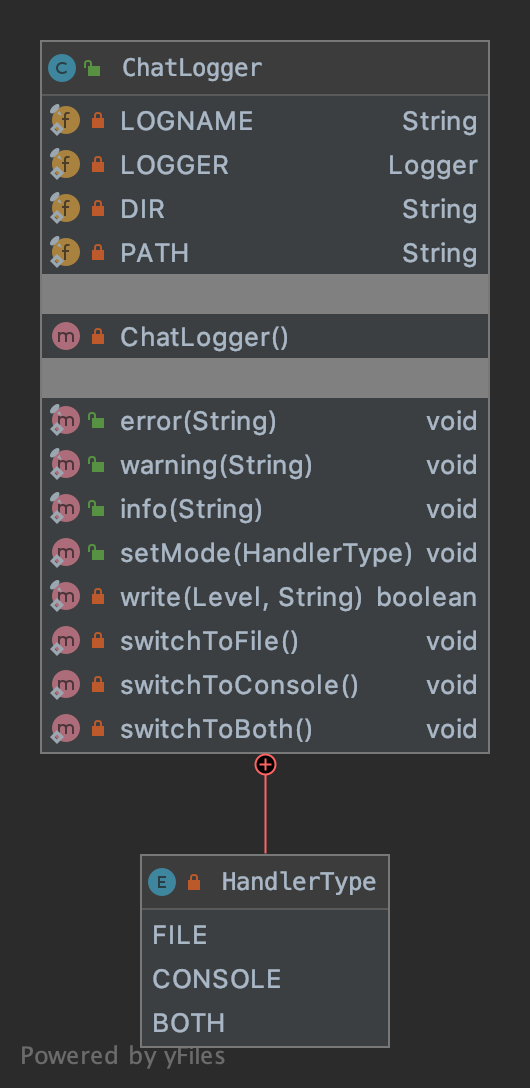 C ChatLogger
f LOGNAME String
f LOGGER Logger
f DIR String
f PATH String
m ChatLogger()
m error(String) void
m warning(String) void
m info(String) void
m setMode(HandlerType) void
m write(Level, String) boolean
m switchToFile() void
m switchToConsole() void
m switchToBoth() void
E HandlerType
FILE
CONSOLE
BOTH
Powered by yFiles